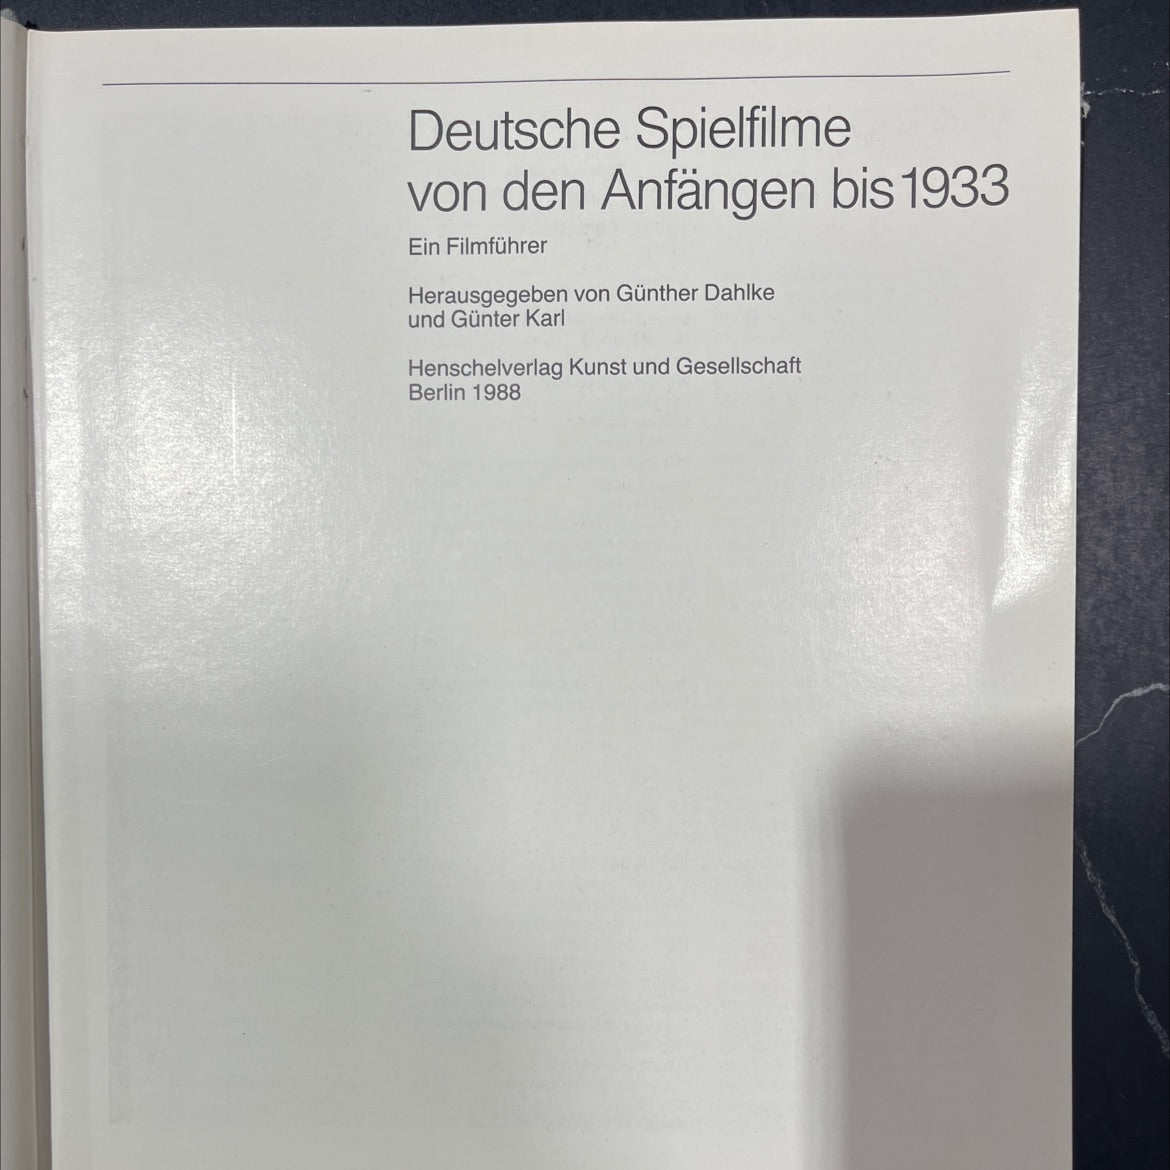 Deutsche Spielfilme
von den Anfängen bis 1933
Ein Filmführer
Herausgegeben von Günther Dahlke
und Günter Karl
Henschelverlag Kunst und Gesellschaft
Berlin 1988